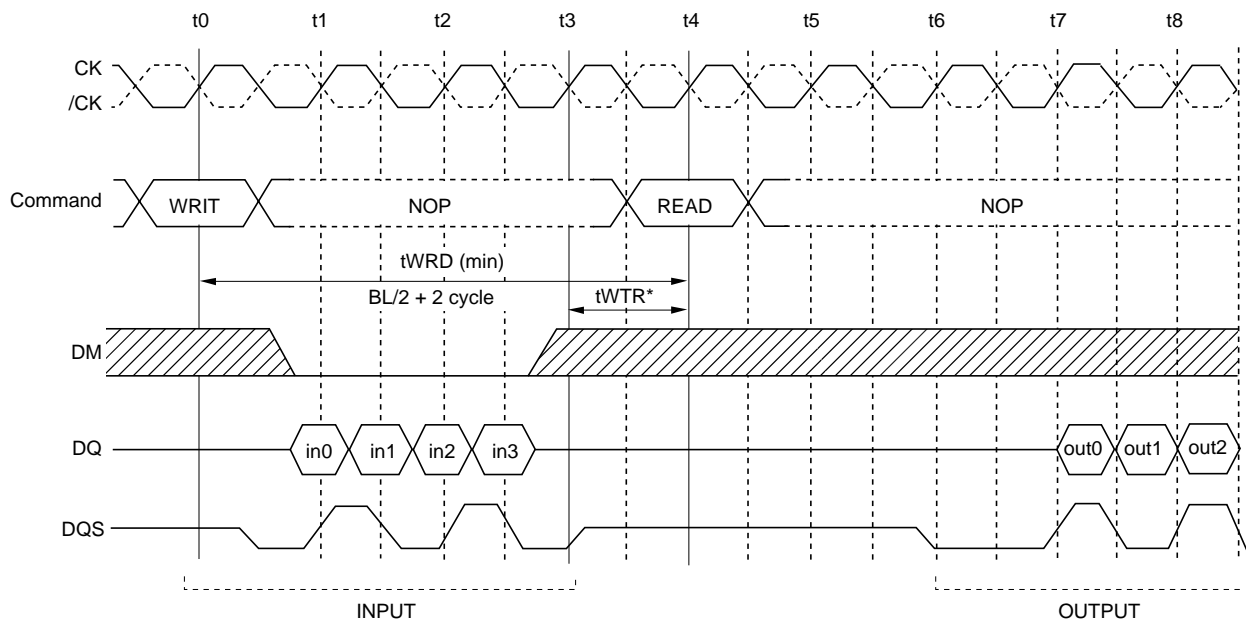 t0 t1 t2 t3 t4 t5 t6 t7 t8
CK
/CK
Command WRIT NOP READ NOP
tWRD (min)
BL/2 + 2 cycle tWTR*
DM
DQ in0 in1 in2 in3 out0 out1 out2
DQS
INPUT OUTPUT